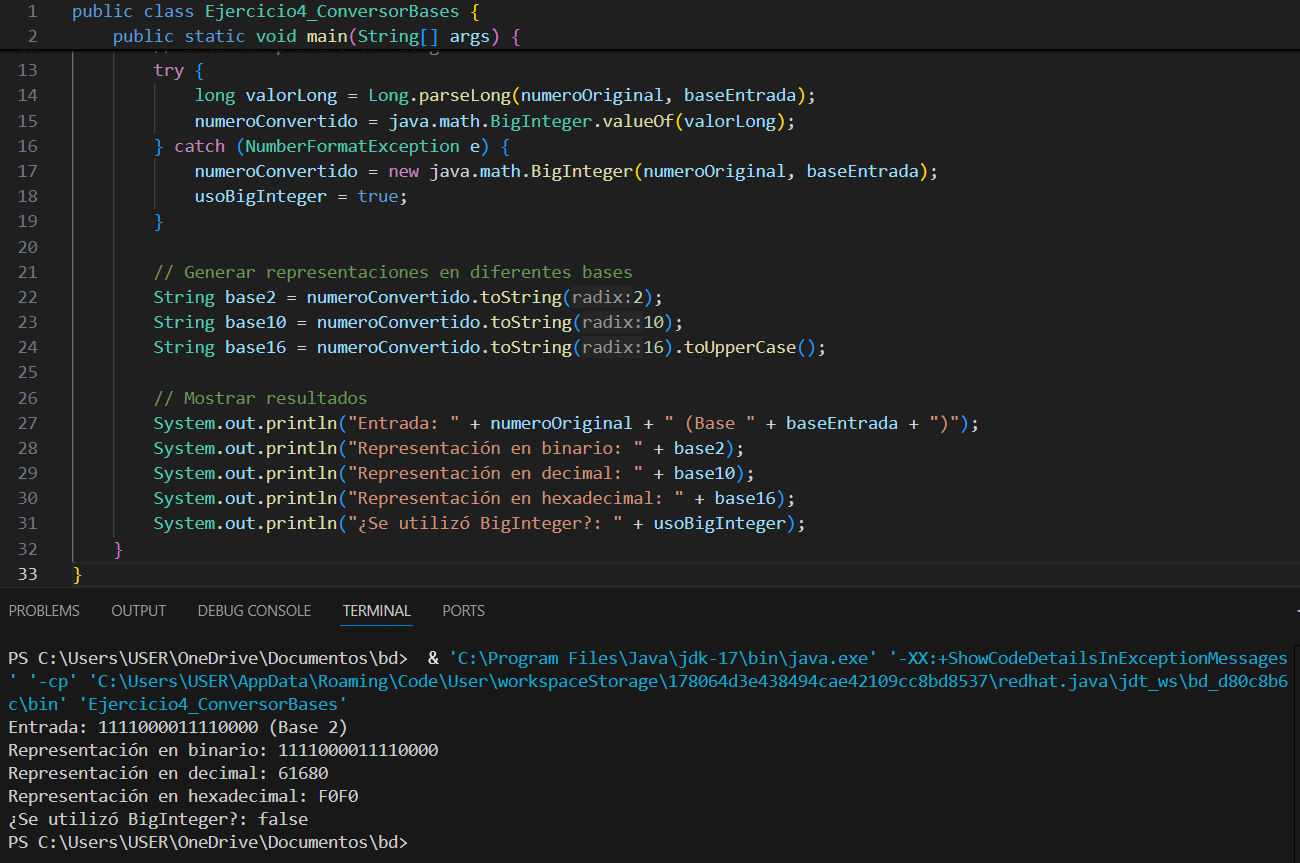 1 public class Ejercicio4_ConversorBases {
2 public static void main(String[] args) {
13 try {
14 long valorLong = Long.parseLong(numeroOriginal, baseEntrada);
15 numeroConvertido = java.math.BigInteger.valueOf(valorLong);
16 } catch (NumberFormatException e) {
17 numeroConvertido = new java.math.BigInteger(numeroOriginal, baseEntrada);
18 usoBigInteger = true;
19 }
20
21 // Generar representaciones en diferentes bases
22 String base2 = numeroConvertido.toString(radix:2);
23 String base10 = numeroConvertido.toString(radix:10);
24 String base16 = numeroConvertido.toString(radix:16).toUpperCase();
25
26 // Mostrar resultados
27 System.out.println("Entrada: " + numeroOriginal + " (Base " + baseEntrada + ")");
28 System.out.println("Representación en binario: " + base2);
29 System.out.println("Representación en decimal: " + base10);
30 System.out.println("Representación en hexadecimal: " + base16);
31 System.out.println("¿Se utilizó BigInteger?: " + usoBigInteger);
32 }
33 }
PROBLEMS OUTPUT DEBUG CONSOLE TERMINAL PORTS
PS C:\Users\USER\OneDrive\Documentos\bd> & 'C:\Program Files\Java\jdk-17\bin\java.exe' '-XX:+ShowCodeDetailsInExceptionMessages
' '-cp' 'C:\Users\USER\AppData\Roaming\Code\User\workspaceStorage\178064d3e438494cae42109cc8bd8537\redhat.java\jdt_ws\bd_d80c8b6
c\bin' 'Ejercicio4_ConversorBases'
Entrada: 1111000011110000 (Base 2)
Representación en binario: 1111000011110000
Representación en decimal: 61680
Representación en hexadecimal: F0F0
¿Se utilizó BigInteger?: false
PS C:\Users\USER\OneDrive\Documentos\bd>